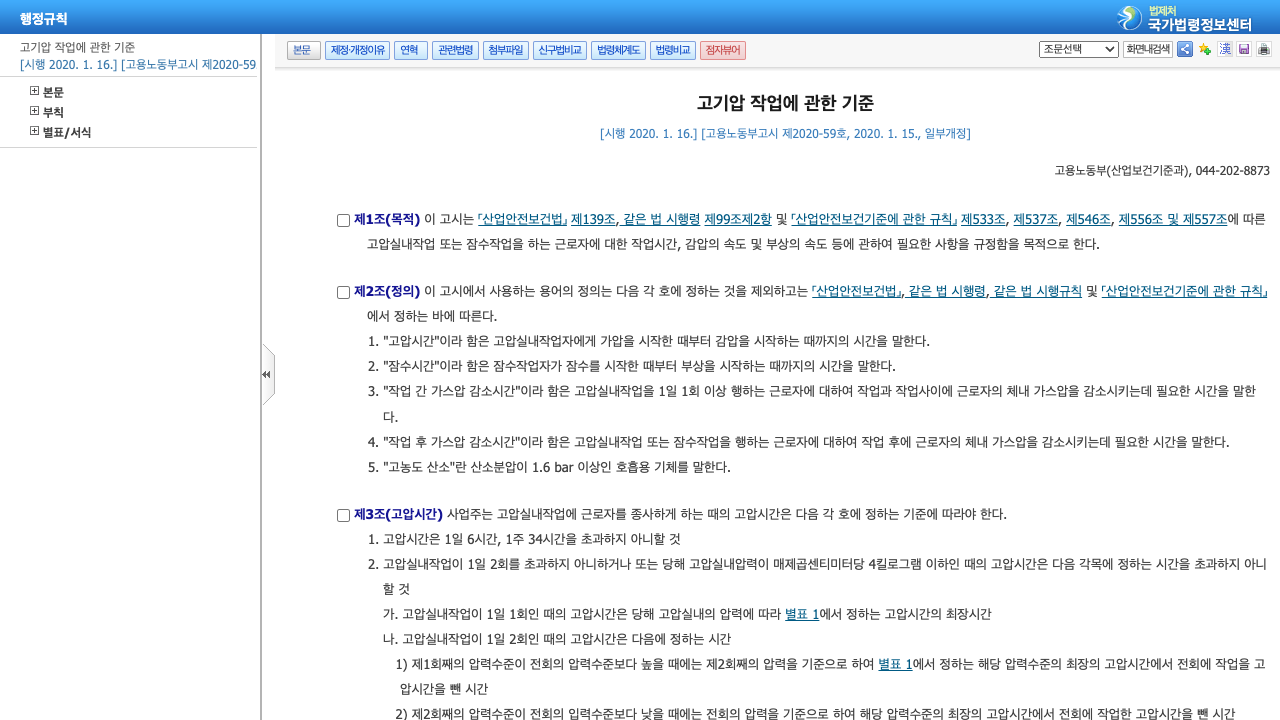 행정규칙
법제처
국가법령정보센터
고기압 작업에 관한 기준
[시행 2020. 1. 16.] [고용노동부고시 제2020-59
본문
부칙
별표/서식
본문 제정·개정이유 연혁 관련법령 첨부파일 신구법비교 법령체계도 법령비교 점자뷰어 조문선택 화면내검색
고기압 작업에 관한 기준
[시행 2020. 1. 16.] [고용노동부고시 제2020-59호, 2020. 1. 15., 일부개정]
고용노동부(산업보건기준과), 044-202-8873
제1조(목적) 이 고시는 「산업안전보건법」 제139조, 같은 법 시행령 제99조제2항 및 「산업안전보건기준에 관한 규칙」 제533조, 제537조, 제546조, 제556조 및 제557조에 따른
고압실내작업 또는 잠수작업을 하는 근로자에 대한 작업시간, 감압의 속도 및 부상의 속도 등에 관하여 필요한 사항을 규정함을 목적으로 한다.
제2조(정의) 이 고시에서 사용하는 용어의 정의는 다음 각 호에 정하는 것을 제외하고는 「산업안전보건법」, 같은 법 시행령, 같은 법 시행규칙 및 「산업안전보건기준에 관한 규칙」
에서 정하는 바에 따른다.
1. "고압시간"이라 함은 고압실내작업자에게 가압을 시작한 때부터 감압을 시작하는 때까지의 시간을 말한다.
2. "잠수시간"이라 함은 잠수작업자가 잠수를 시작한 때부터 부상을 시작하는 때까지의 시간을 말한다.
3. "작업 간 가스압 감소시간"이라 함은 고압실내작업을 1일 1회 이상 행하는 근로자에 대하여 작업과 작업사이에 근로자의 체내 가스압을 감소시키는데 필요한 시간을 말한
다.
4. "작업 후 가스압 감소시간"이라 함은 고압실내작업 또는 잠수작업을 행하는 근로자에 대하여 작업 후에 근로자의 체내 가스압을 감소시키는데 필요한 시간을 말한다.
5. "고농도 산소"란 산소분압이 1.6 bar 이상인 호흡용 기체를 말한다.
제3조(고압시간) 사업주는 고압실내작업에 근로자를 종사하게 하는 때의 고압시간은 다음 각 호에 정하는 기준에 따라야 한다.
1. 고압시간은 1일 6시간, 1주 34시간을 초과하지 아니할 것
2. 고압실내작업이 1일 2회를 초과하지 아니하거나 또는 당해 고압실내압력이 매제곱센티미터당 4킬로그램 이하인 때의 고압시간은 다음 각목에 정하는 시간을 초과하지 아니
할 것
가. 고압실내작업이 1일 1회인 때의 고압시간은 당해 고압실내의 압력에 따라 별표 1에서 정하는 고압시간의 최장시간
나. 고압실내작업이 1일 2회인 때의 고압시간은 다음에 정하는 시간
1) 제1회째의 압력수준이 전회의 압력수준보다 높을 때에는 제2회째의 압력을 기준으로 하여 별표 1에서 정하는 해당 압력수준의 최장의 고압시간에서 전회에 작업을 고
압시간을 뺀 시간
2) 제2회째의 압력수준이 전회의 입력수준보다 낮을 때에는 전회의 압력을 기준으로 하여 해당 압력수준의 최장의 고압시간에서 전회에 작업한 고압시간을 뺀 시간